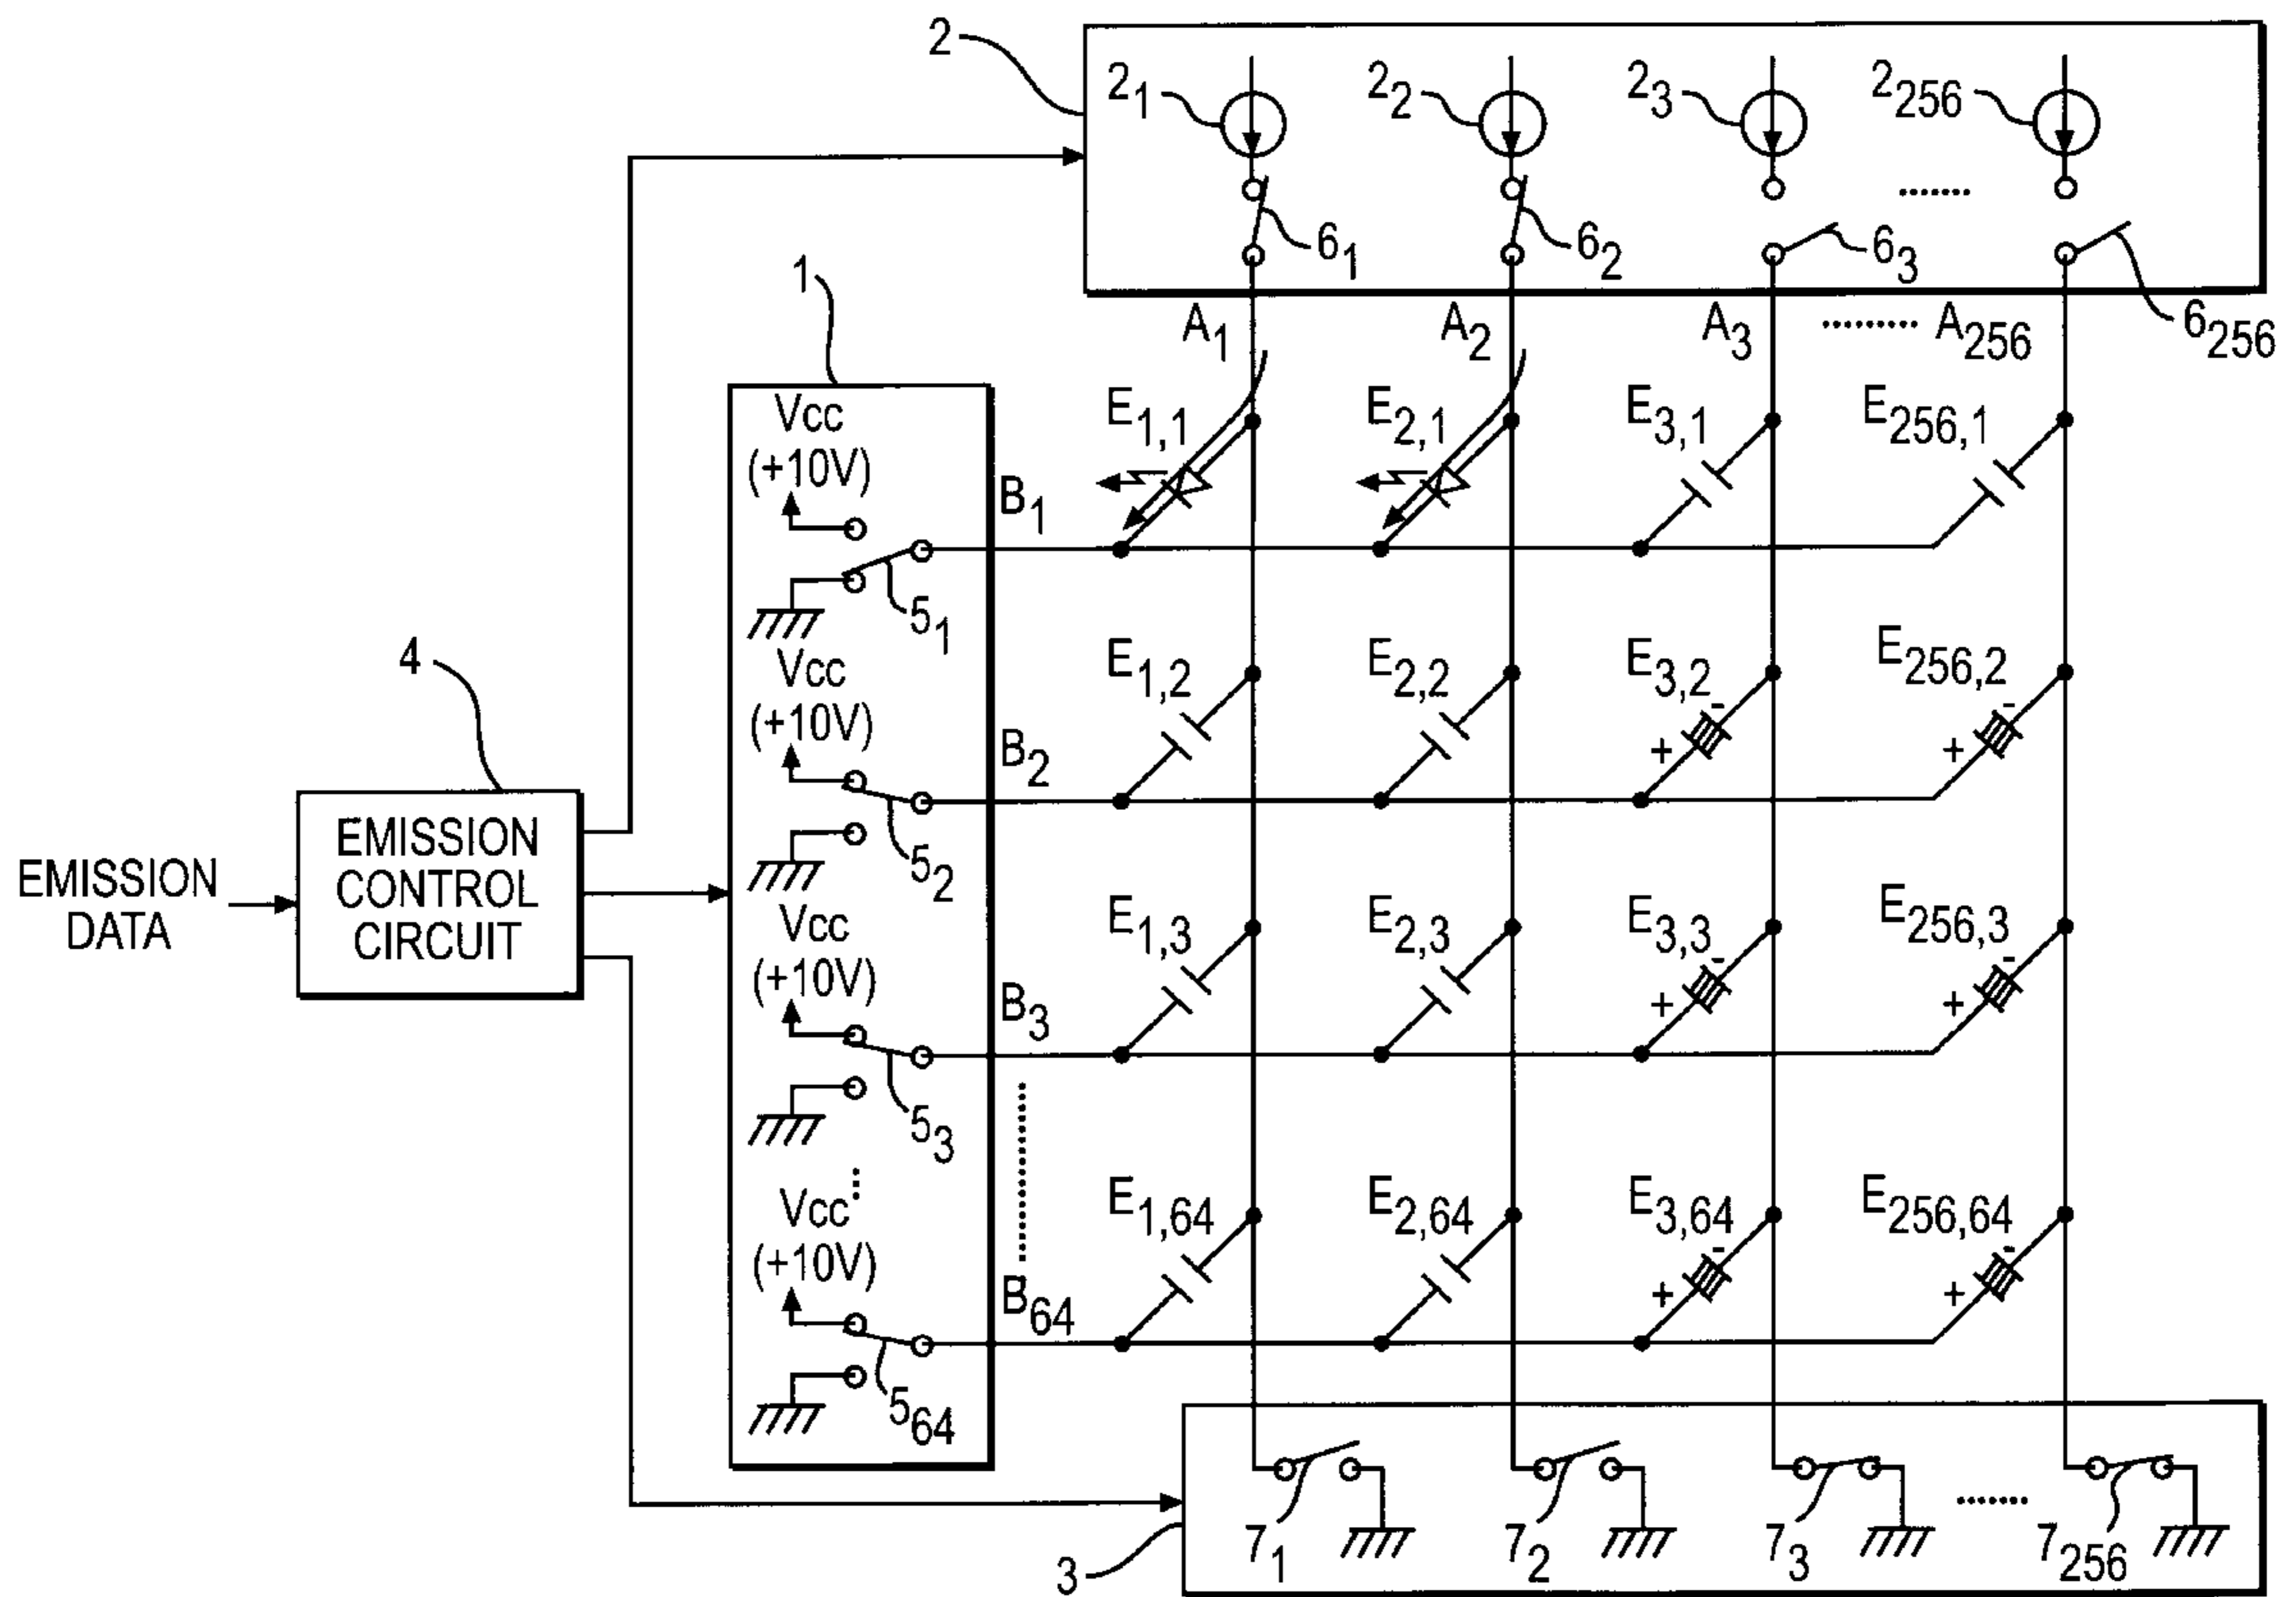 2
2₁ 2₂ 2₃ 2₂₅₆
6₁ 6₂ 6₃ 6₂₅₆
A₁ A₂ A₃ ········· A₂₅₆
1
Vcc
(+10V)
B₁
E₁,₁ E₂,₁ E₃,₁ E₂₅₆,₁
5₁
4
Vcc
(+10V)
B₂
E₁,₂ E₂,₂ E₃,₂ E₂₅₆,₂
- -
+ +
5₂
EMISSION
DATA
EMISSION
CONTROL
CIRCUIT
Vcc
(+10V)
B₃
E₁,₃ E₂,₃ E₃,₃ E₂₅₆,₃
- -
+ +
5₃
Vcc
(+10V)
B₆₄
E₁,₆₄ E₂,₆₄ E₃,₆₄ E₂₅₆,₆₄
- -
+ +
5₆₄
3
7₁ 7₂ 7₃ 7₂₅₆